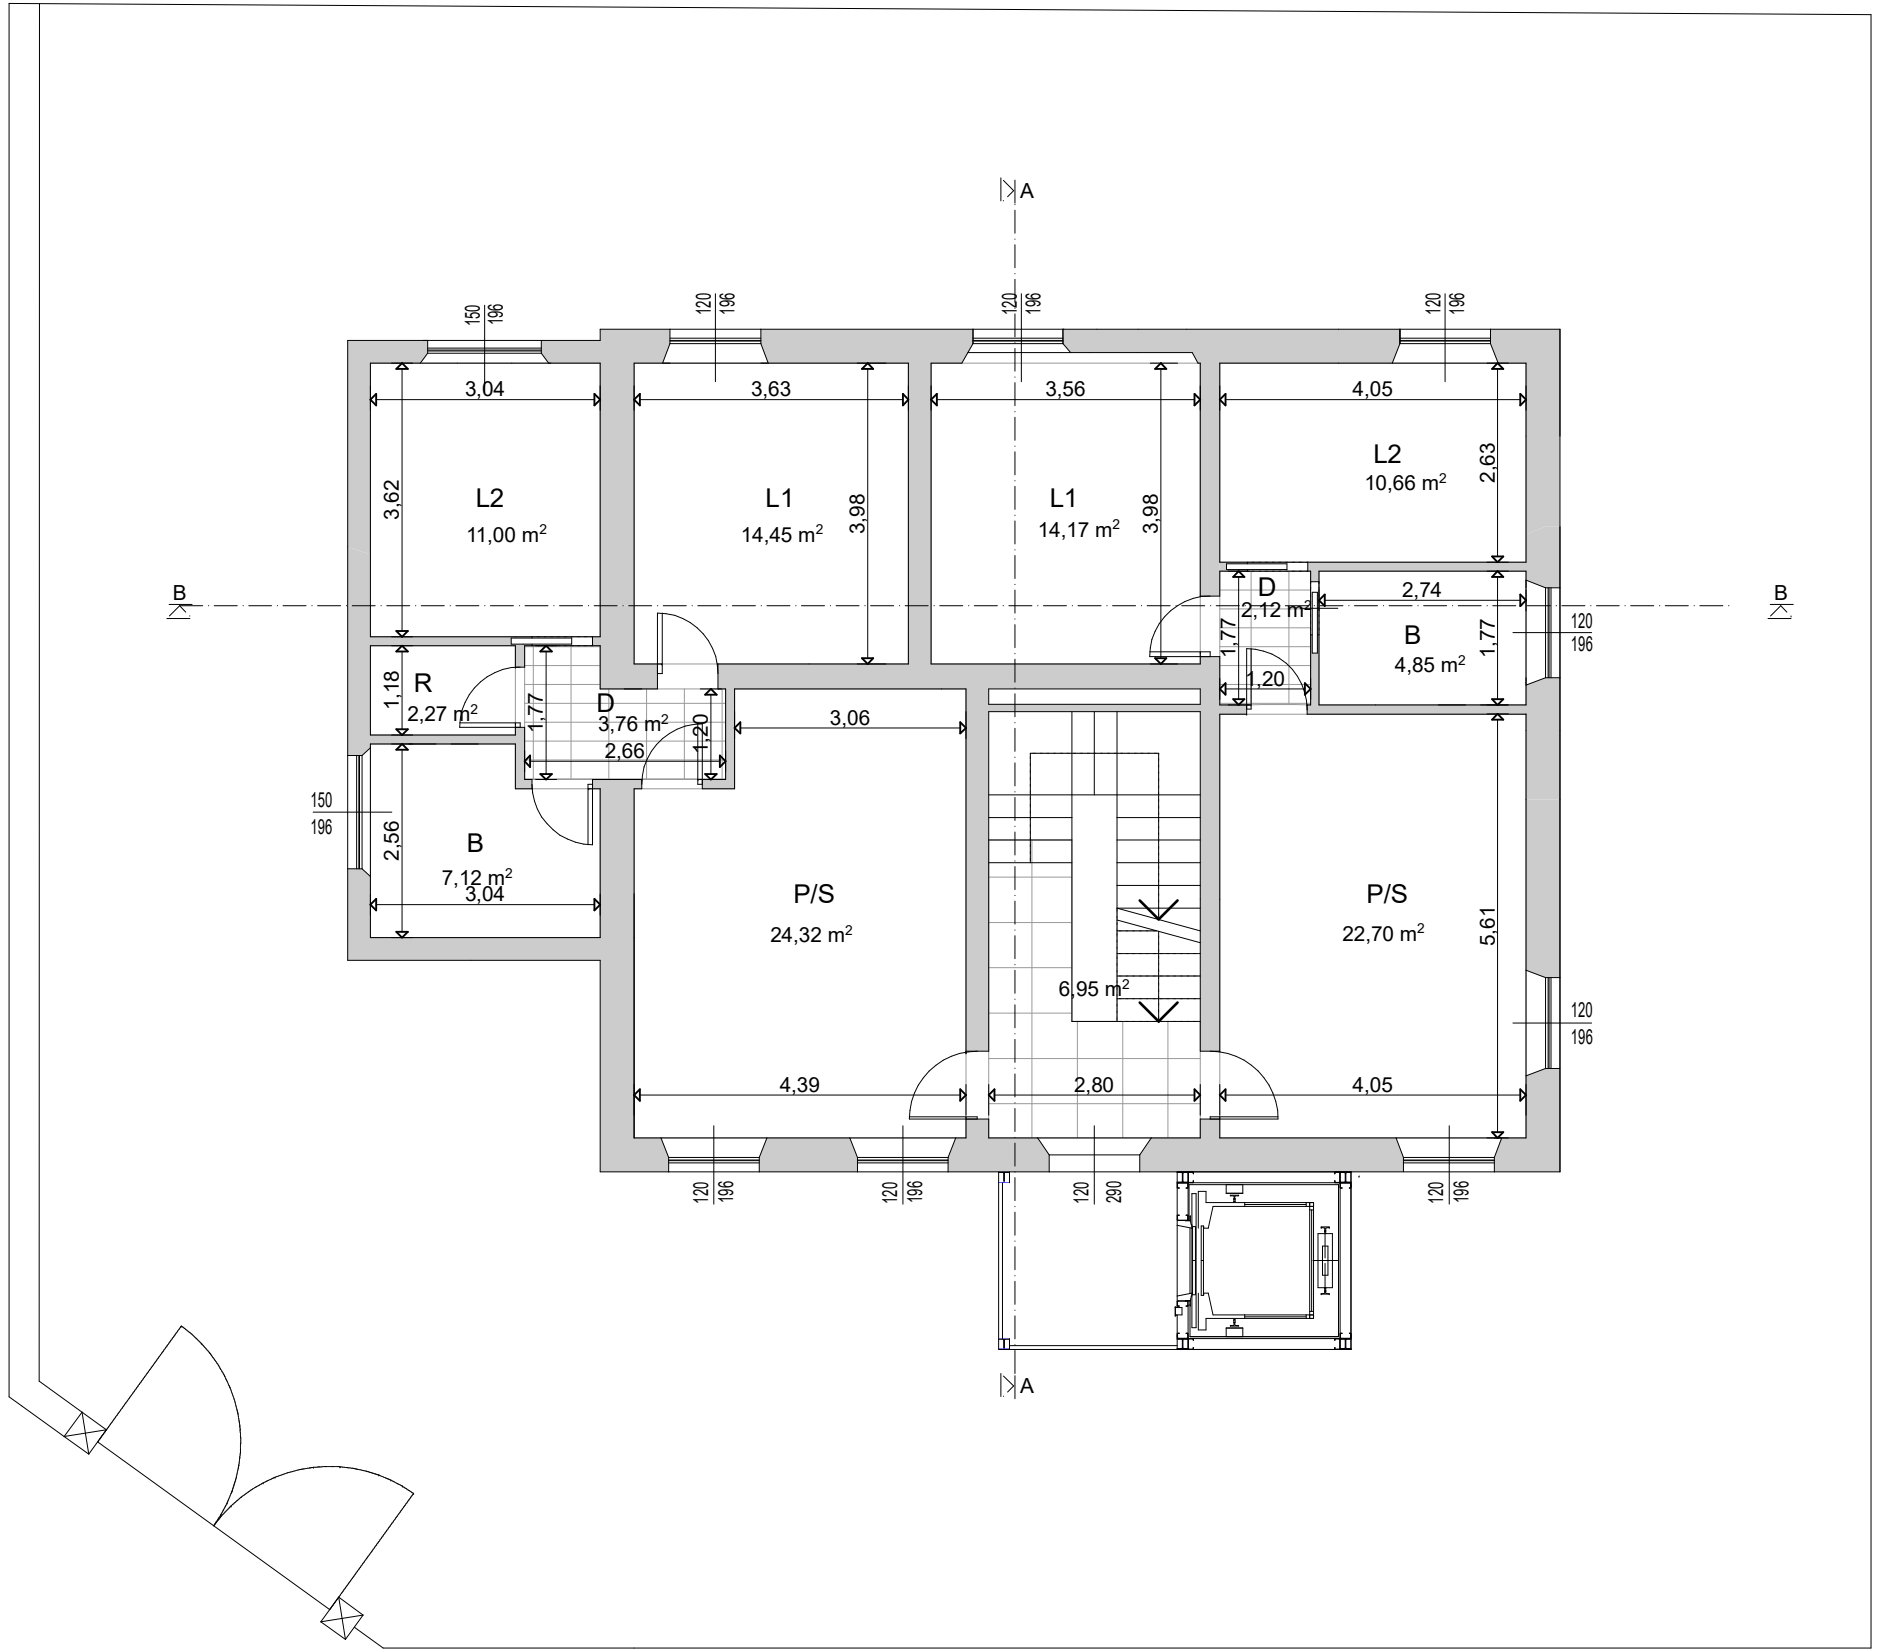 A
150
196
120
196
120
196
120
196
3,04
3,63
3,56
4,05
3,62
L2
11,00 m²
L1
14,45 m²
3,98
L1
14,17 m²
3,98
L2
10,66 m²
2,63
B
B
D
2,12 m²
1,77
1,20
2,74
B
4,85 m²
1,77
120
196
1,18
R
2,27 m²
1,77
D
3,76 m²
2,66
1,20
3,06
150
196
2,56
B
7,12 m²
3,04
P/S
24,32 m²
6,95 m²
P/S
22,70 m²
5,61
120
196
4,39
2,80
4,05
120
196
120
196
120
290
120
196
A